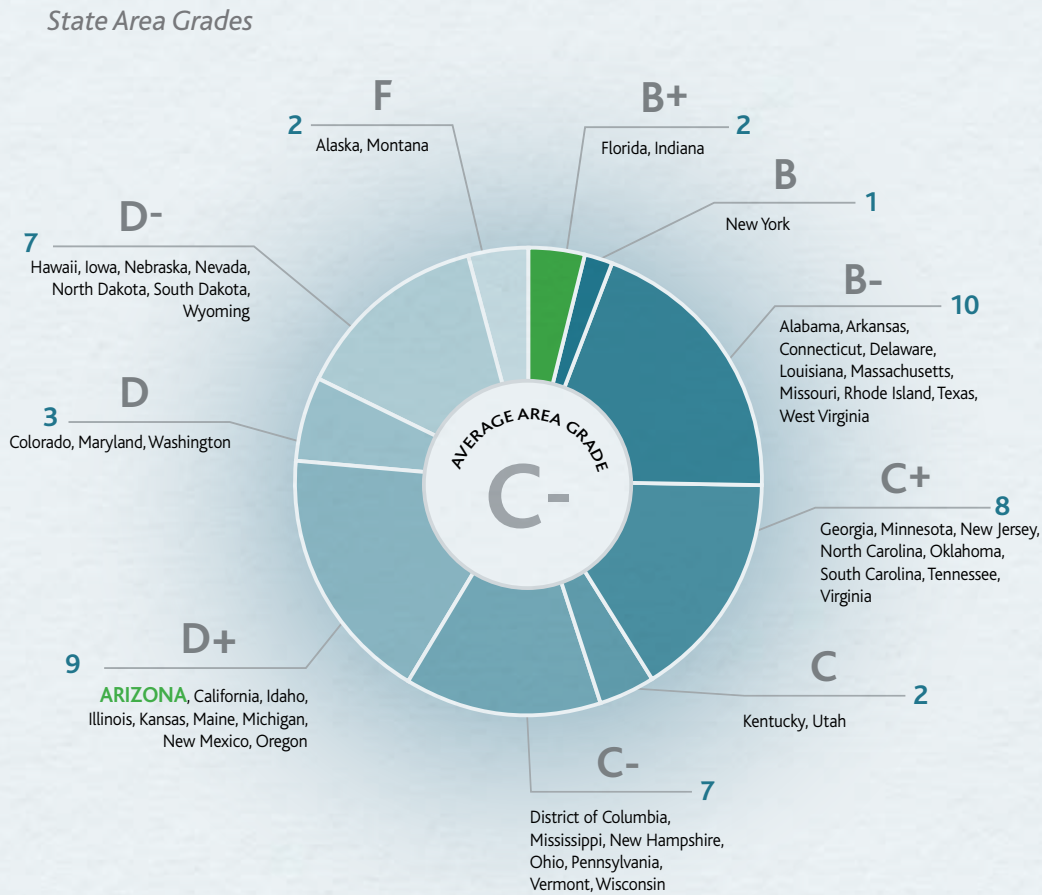 State Area Grades
F
2
Alaska, Montana
B+
2
Florida, Indiana
B
1
New York
B-
10
Alabama, Arkansas,
Connecticut, Delaware,
Louisiana, Massachusetts,
Missouri, Rhode Island, Texas,
West Virginia
C+
8
Georgia, Minnesota, New Jersey,
North Carolina, Oklahoma,
South Carolina, Tennessee,
Virginia
C
2
Kentucky, Utah
C-
7
District of Columbia,
Mississippi, New Hampshire,
Ohio, Pennsylvania,
Vermont, Wisconsin
D+
9
ARIZONA, California, Idaho,
Illinois, Kansas, Maine, Michigan,
New Mexico, Oregon
D
3
Colorado, Maryland, Washington
D-
7
Hawaii, Iowa, Nebraska, Nevada,
North Dakota, South Dakota,
Wyoming
AVERAGE AREA GRADE
C-